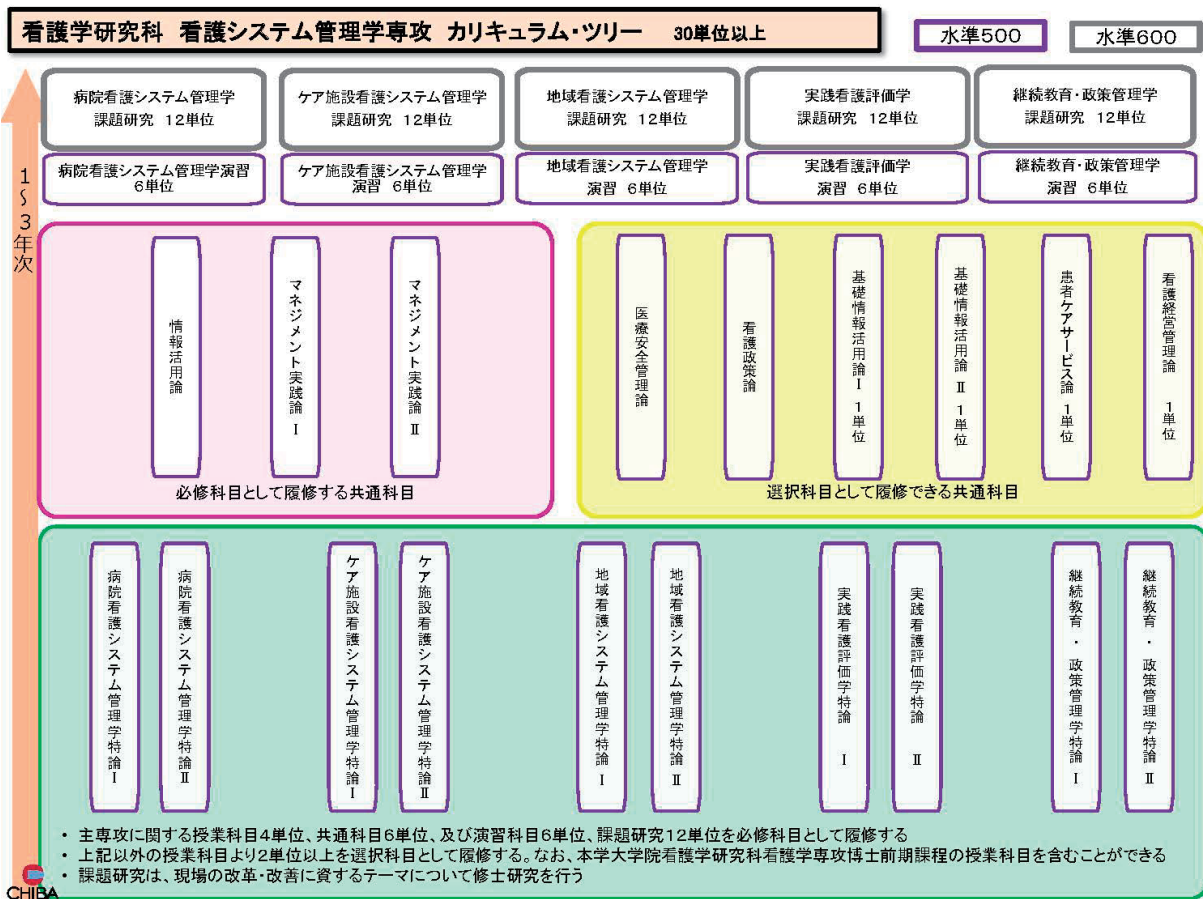 看護学研究科 看護システム管理学専攻 カリキュラム・ツリー 30単位以上
水準500
水準600
1～3年次
病院看護システム管理学
課題研究 12単位
ケア施設看護システム管理学
課題研究 12単位
地域看護システム管理学
課題研究 12単位
実践看護評価学
課題研究 12単位
継続教育・政策管理学
課題研究 12単位
病院看護システム管理学演習
6単位
ケア施設看護システム管理学
演習 6単位
地域看護システム管理学
演習 6単位
実践看護評価学
演習 6単位
継続教育・政策管理学
演習 6単位
情報活用論
マネジメント実践論 Ⅰ
マネジメント実践論 Ⅱ
必修科目として履修する共通科目
医療安全管理論
看護政策論
基礎情報活用論Ⅰ 1単位
基礎情報活用論Ⅱ 1単位
患者ケアサービス論 1単位
看護経営管理論 1単位
選択科目として履修できる共通科目
病院看護システム管理学特論Ⅰ
病院看護システム管理学特論Ⅱ
ケア施設看護システム管理学特論Ⅰ
ケア施設看護システム管理学特論Ⅱ
地域看護システム管理学特論 Ⅰ
地域看護システム管理学特論 Ⅱ
実践看護評価学特論 Ⅰ
実践看護評価学特論 Ⅱ
継続教育・政策管理学特論 Ⅰ
継続教育・政策管理学特論 Ⅱ
・ 主専攻に関する授業科目4単位、共通科目6単位、及び演習科目6単位、課題研究12単位を必修科目として履修する
・ 上記以外の授業科目より2単位以上を選択科目として履修する。なお、本学大学院看護学研究科看護学専攻博士前期課程の授業科目を含むことができる
・ 課題研究は、現場の改革・改善に資するテーマについて修士研究を行う
CHIBA